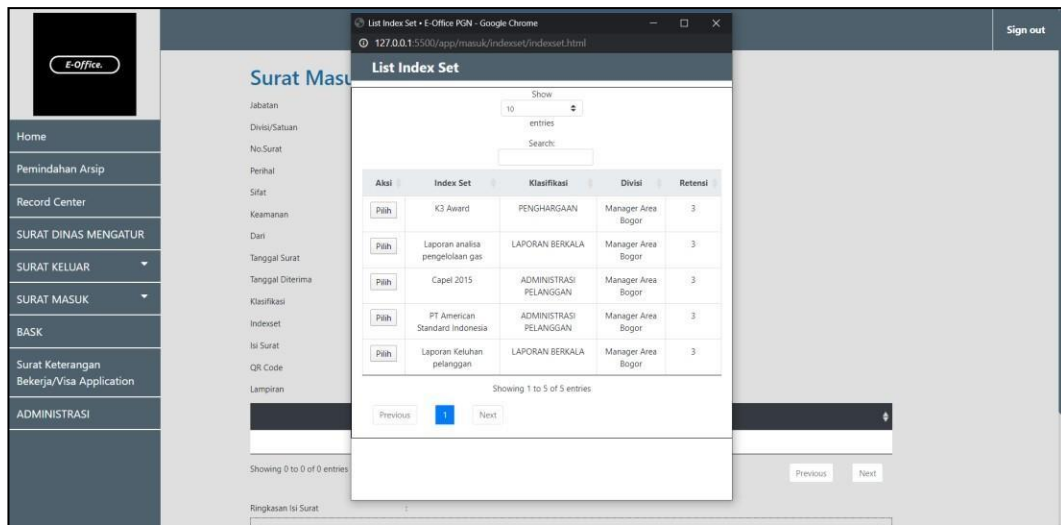 E-Office.
Home
Pemindahan Arsip
Record Center
SURAT DINAS MENGATUR
SURAT KELUAR
SURAT MASUK
BASK
Surat Keterangan
Bekerja/Visa Application
ADMINISTRASI
Sign out
Surat Masu
Jabatan
Divisi/Satuan
No.Surat
Perihal
Sifat
Keamanan
Dari
Tanggal Surat
Tanggal Diterima
Klasifikasi
Indexset
Isi Surat
QR Code
Lampiran
Showing 0 to 0 of 0 entries
Previous Next
Ringkasan Isi Surat :
List Index Set • E-Office PGN - Google Chrome
127.0.0.1:5500/app/masuk/indexset/indexset.html
List Index Set
Show
10
entries
Search:
Aksi Index Set Klasifikasi Divisi Retensi
Pilih K3 Award PENGHARGAAN Manager Area 3
Bogor
Pilih Laporan analisa LAPORAN BERKALA Manager Area 3
pengelolaan gas Bogor
Pilih Capel 2015 ADMINISTRASI Manager Area 3
PELANGGAN Bogor
Pilih PT American ADMINISTRASI Manager Area 3
Standard Indonesia PELANGGAN Bogor
Pilih Laporan Keluhan LAPORAN BERKALA Manager Area 3
pelanggan Bogor
Showing 1 to 5 of 5 entries
Previous 1 Next